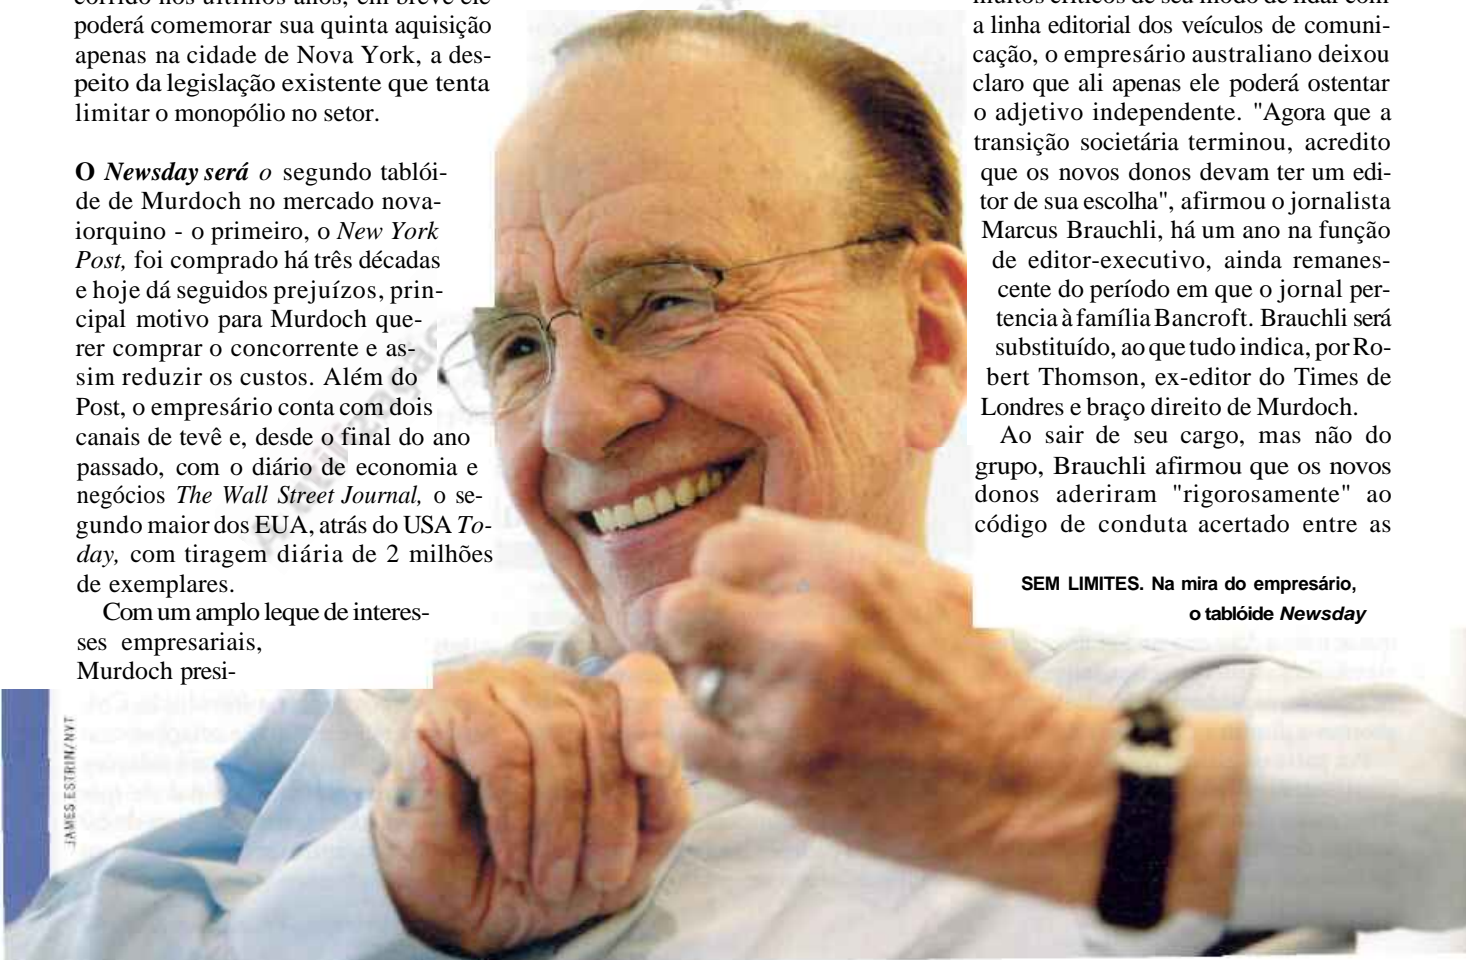 poderá comemorar sua quinta aquisição
apenas na cidade de Nova York, a des-
peito da legislação existente que tenta
limitar o monopólio no setor.
O Newsday será o segundo tablói-
de de Murdoch no mercado nova-
iorquino - o primeiro, o New York
Post, foi comprado há três décadas
e hoje dá seguidos prejuízos, prin-
cipal motivo para Murdoch que-
rer comprar o concorrente e as-
sim reduzir os custos. Além do
Post, o empresário conta com dois
canais de tevê e, desde o final do ano
passado, com o diário de economia e
negócios The Wall Street Journal, o se-
gundo maior dos EUA, atrás do USA To-
day, com tiragem diária de 2 milhões
de exemplares.
Com um amplo leque de interes-
ses empresariais,
Murdoch presi-
JAMES ESTRIN/NYT
a linha editorial dos veículos de comuni-
cação, o empresário australiano deixou
claro que ali apenas ele poderá ostentar
o adjetivo independente. "Agora que a
transição societária terminou, acredito
que os novos donos devam ter um edi-
tor de sua escolha", afirmou o jornalista
Marcus Brauchli, há um ano na função
de editor-executivo, ainda remanes-
cente do período em que o jornal per-
tencia à família Bancroft. Brauchli será
substituído, ao que tudo indica, por Ro-
bert Thomson, ex-editor do Times de
Londres e braço direito de Murdoch.
Ao sair de seu cargo, mas não do
grupo, Brauchli afirmou que os novos
donos aderiram "rigorosamente" ao
código de conduta acertado entre as
SEM LIMITES. Na mira do empresário,
o tablóide Newsday